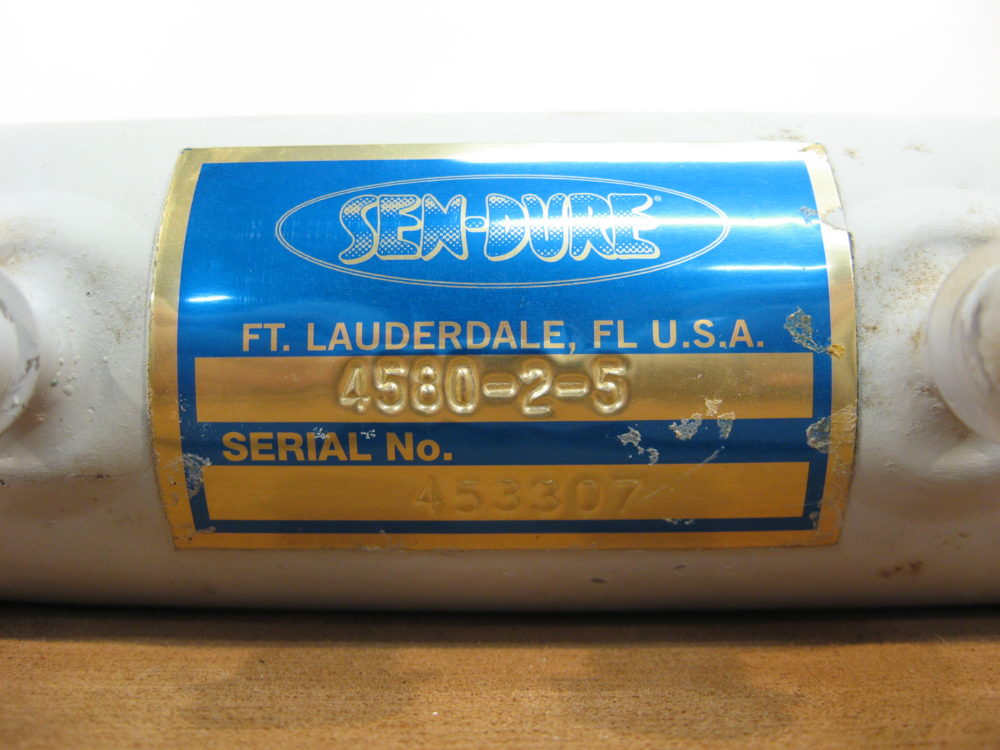 SEN-DURE®
FT. LAUDERDALE, FL U.S.A.
4580-2-5
SERIAL No.
453307